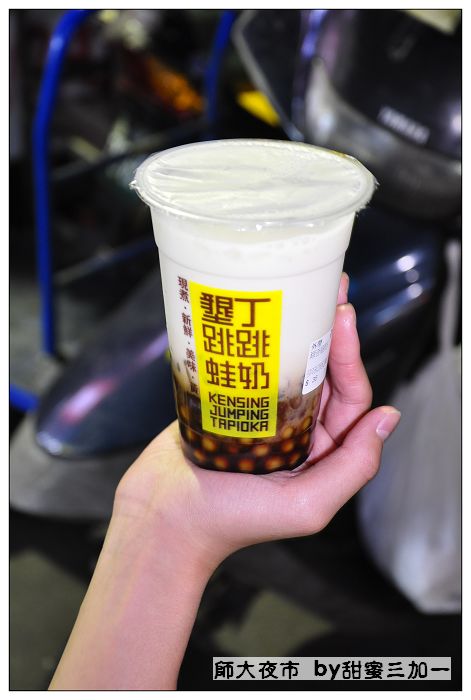 現煮·新鮮·美味
墾丁
跳跳
蛙奶
KENSING
JUMPING
TAPIOKA
師大夜市 by甜蜜三加一